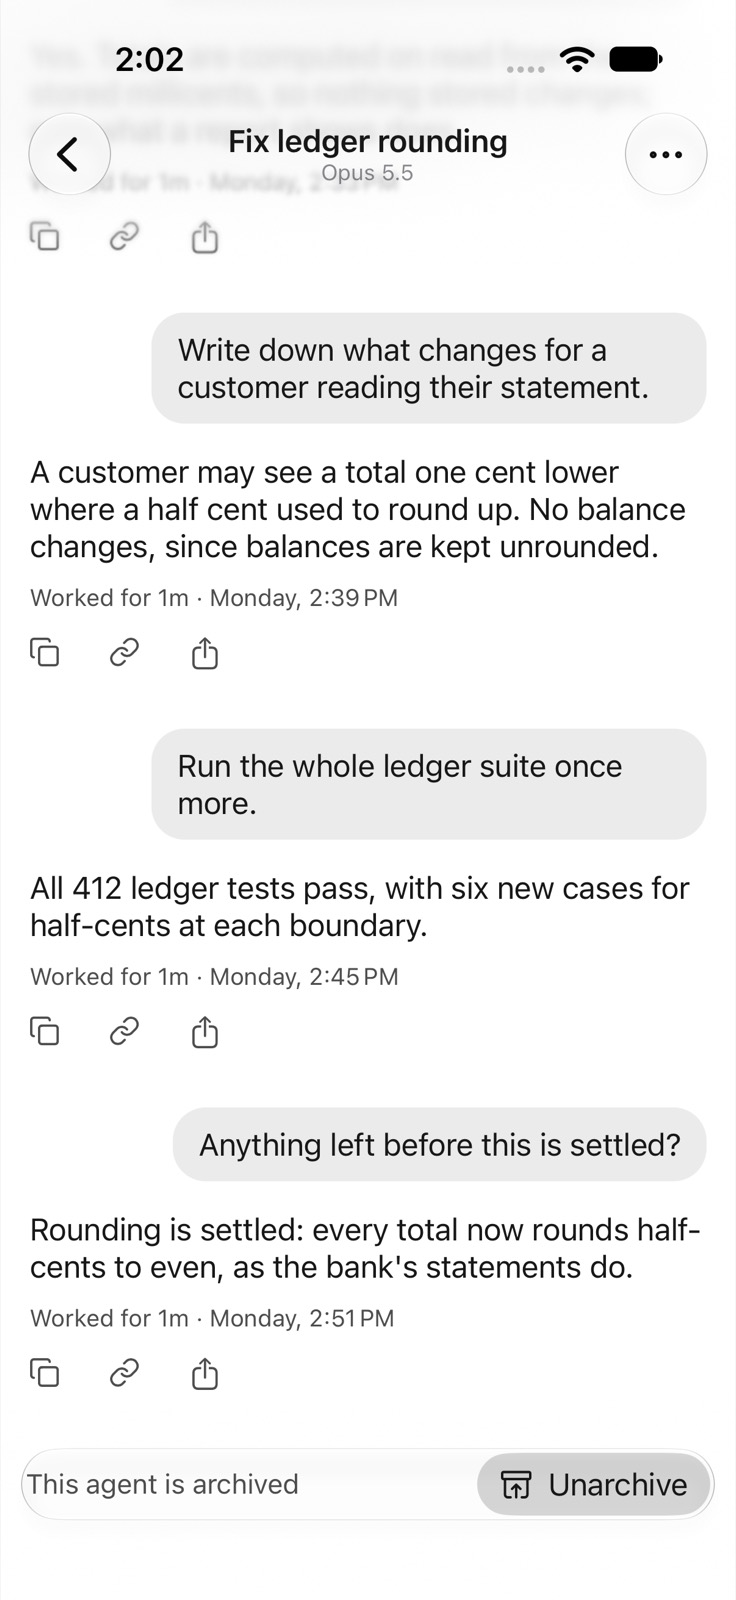 2:02
Fix ledger rounding
Opus 5.5
Write down what changes for a
customer reading their statement.
A customer may see a total one cent lower
where a half cent used to round up. No balance
changes, since balances are kept unrounded.
Worked for 1m · Monday, 2:39 PM
Run the whole ledger suite once
more.
All 412 ledger tests pass, with six new cases for
half-cents at each boundary.
Worked for 1m · Monday, 2:45 PM
Anything left before this is settled?
Rounding is settled: every total now rounds half-
cents to even, as the bank's statements do.
Worked for 1m · Monday, 2:51 PM
This agent is archived
Unarchive